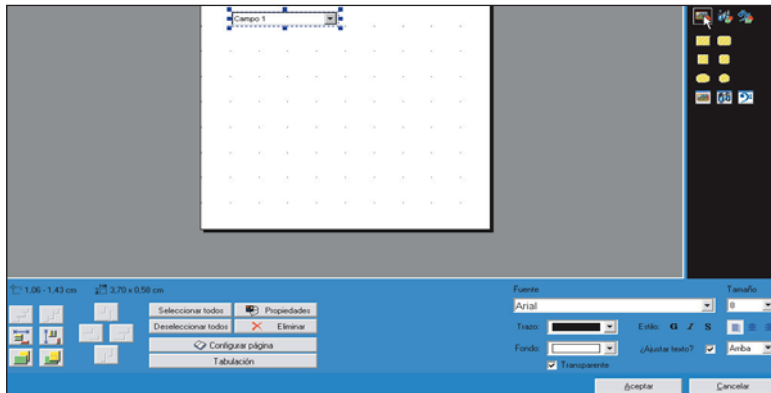 Campo 1
1,06 - 1,43 cm 3,70 x 0,58 cm
Fuente Tamaño
Arial 8
Seleccionar todos Propiedades
Deseleccionar todos Eliminar
Trazo: Estilo: G I S
Configurar página
Fondo: ¿Ajustar texto? Arriba
Tabulación
Transparente
Aceptar Cancelar